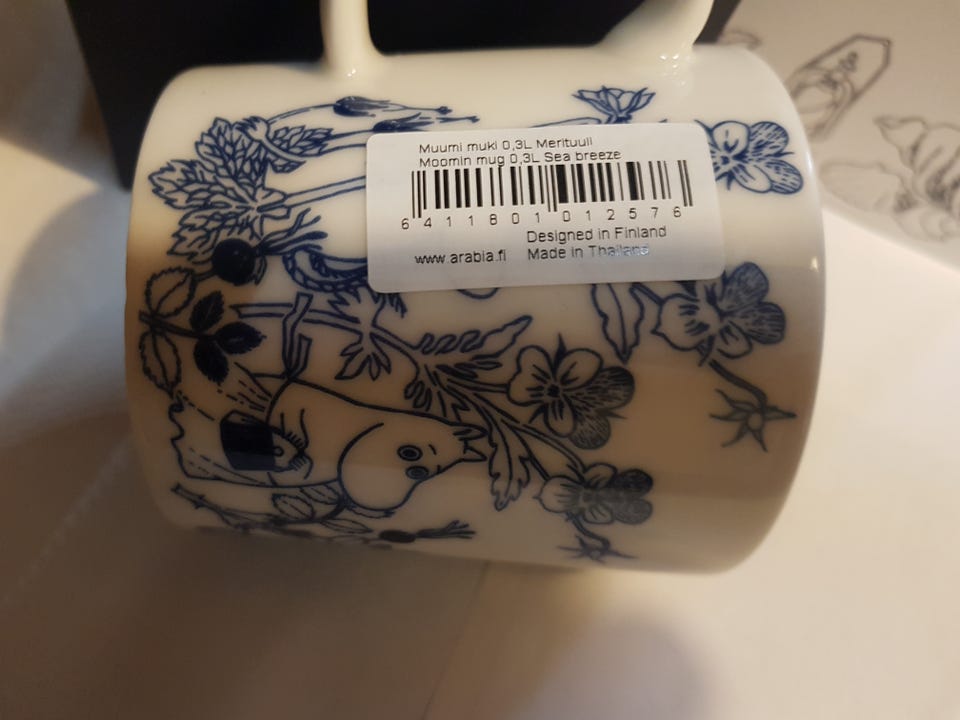 Muumi muki 0,3L Merituuli
Moomin mug 0,3L Sea breeze
6 411801 012576
Designed in Finland
www.arabia.fi Made in Thailand